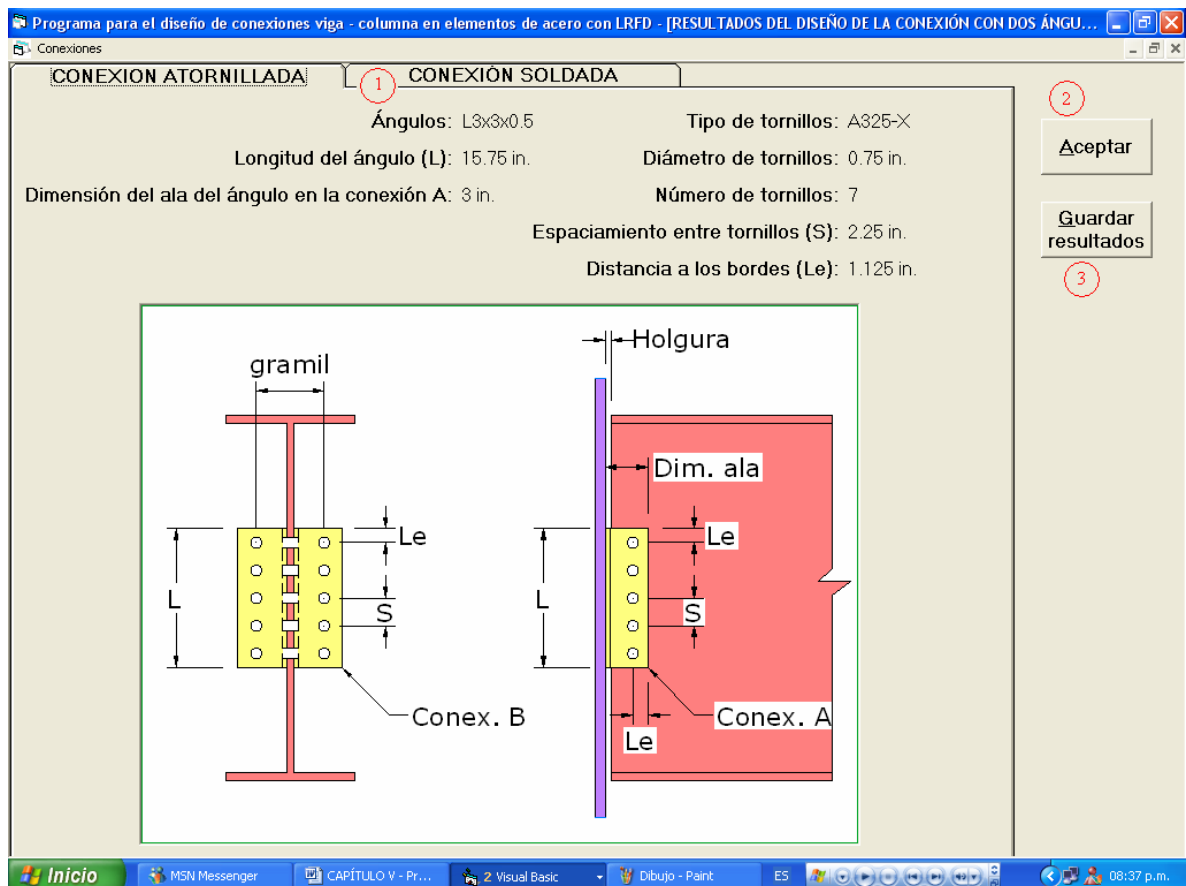 Programa para el diseño de conexiones viga - columna en elementos de acero con LRFD - [RESULTADOS DEL DISEÑO DE LA CONEXIÓN CON DOS ÁNGU...
Conexiones
CONEXION ATORNILLADA
CONEXIÓN SOLDADA
1
Ángulos: L3x3x0.5
Longitud del ángulo (L): 15.75 in.
Dimensión del ala del ángulo en la conexión A: 3 in.
Tipo de tornillos: A325-X
Diámetro de tornillos: 0.75 in.
Número de tornillos: 7
Espaciamiento entre tornillos (S): 2.25 in.
Distancia a los bordes (Le): 1.125 in.
2
Aceptar
Guardar
resultados
3
gramil
Le
L
S
Conex. B
Holgura
Dim. ala
Le
L
S
Conex. A
Le
Inicio
MSN Messenger
CAPÍTULO V - Pr...
2 Visual Basic
Dibujo - Paint
ES
08:37 p.m.